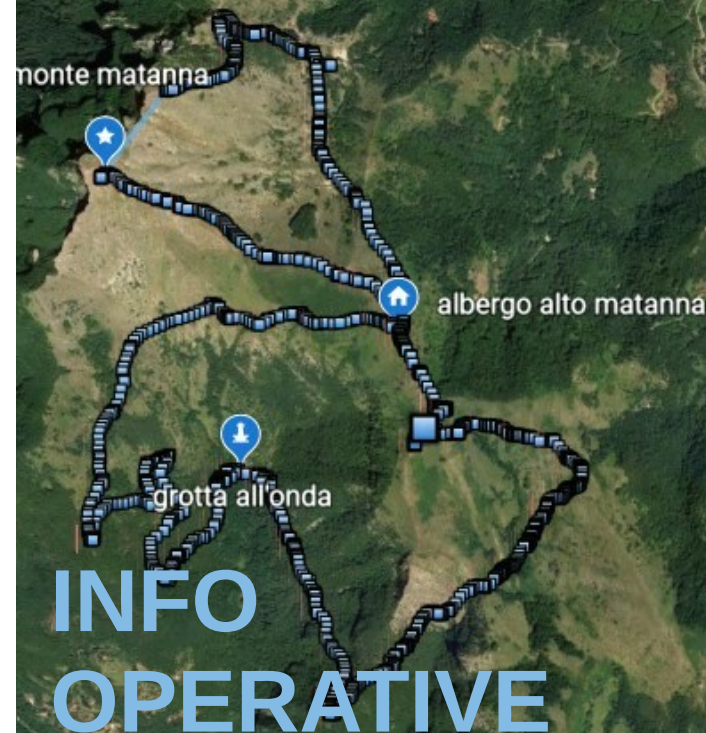 monte matanna
albergo alto matanna
grotta all'onda
INFO
OPERATIVE